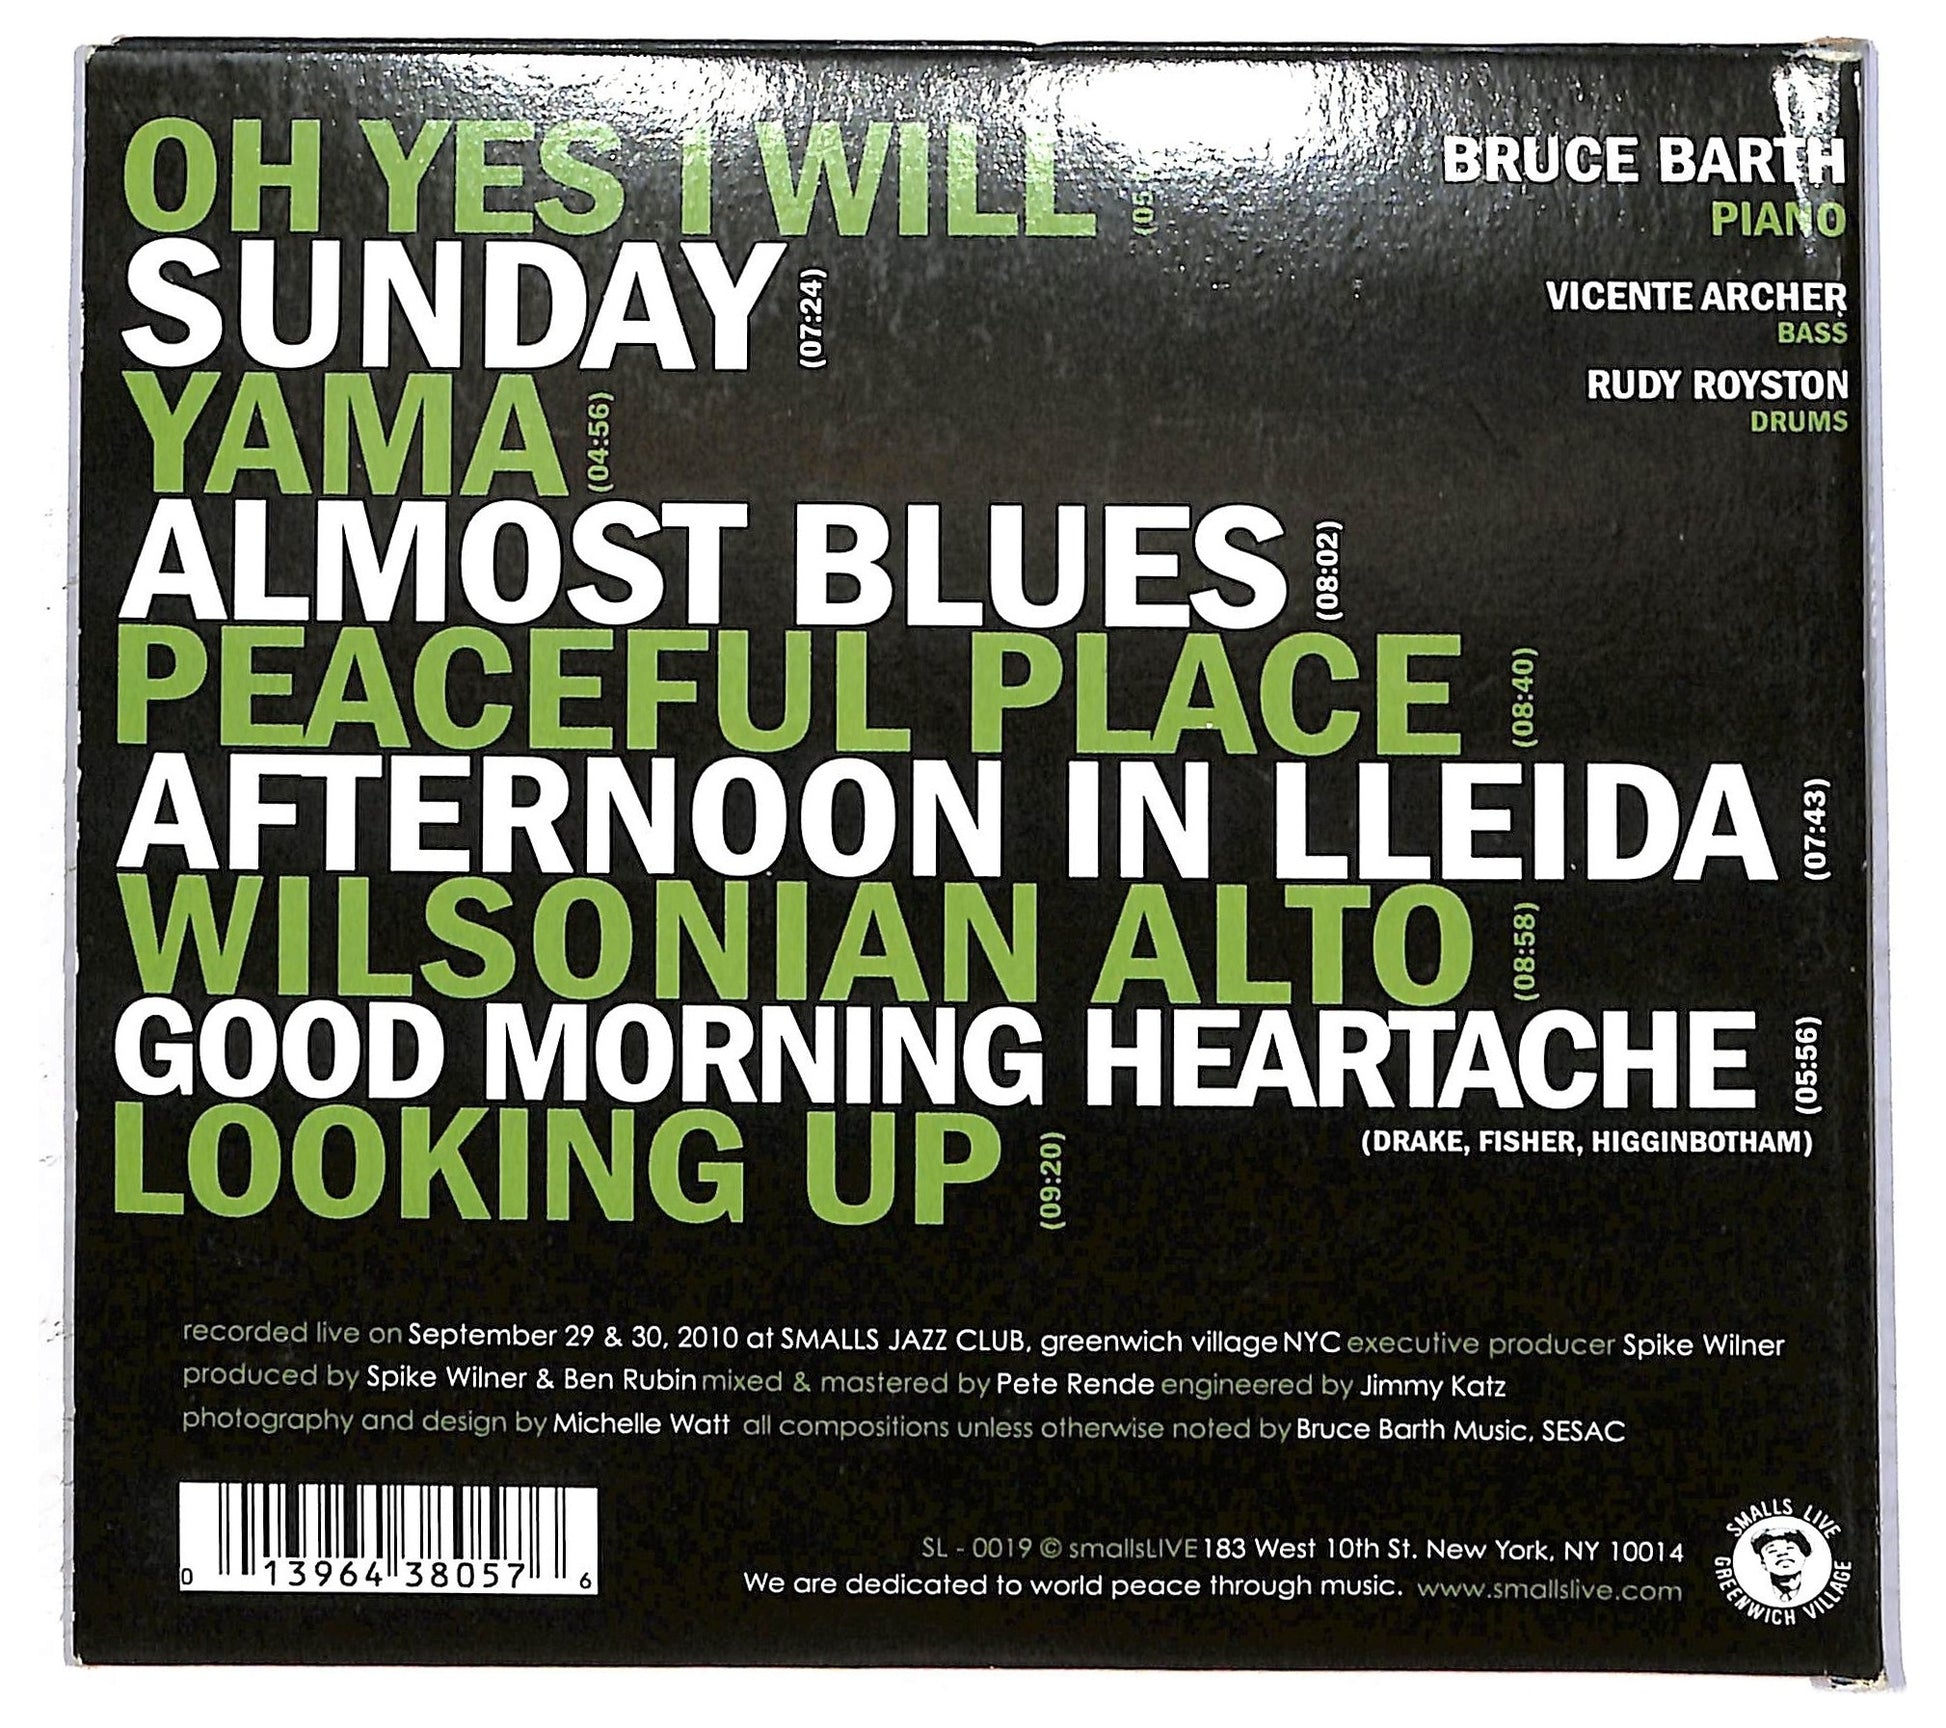 OH YES I WILL
SUNDAY (07:24)
YAMA (04:56)
ALMOST BLUES (08:02)
PEACEFUL PLACE (08:40)
AFTERNOON IN LLEIDA (07:43)
WILSONIAN ALTO (08:58)
GOOD MORNING HEARTACHE (05:56)
(DRAKE, FISHER, HIGGINBOTHAM)
LOOKING UP (09:20)
BRUCE BARTH
PIANO
VICENTE ARCHER
BASS
RUDY ROYSTON
DRUMS
recorded live on September 29 & 30, 2010 at SMALLS JAZZ CLUB, greenwich village NYC executive producer Spike Wilner
produced by Spike Wilner & Ben Rubin mixed & mastered by Pete Rende engineered by Jimmy Katz
photography and design by Michelle Watt all compositions unless otherwise noted by Bruce Barth Music, SESAC
0 13964 38057 6
SL - 0019 © smallsLIVE 183 West 10th St. New York, NY 10014
We are dedicated to world peace through music. www.smallslive.com
SMALLS LIVE
GREENWICH VILLAGE